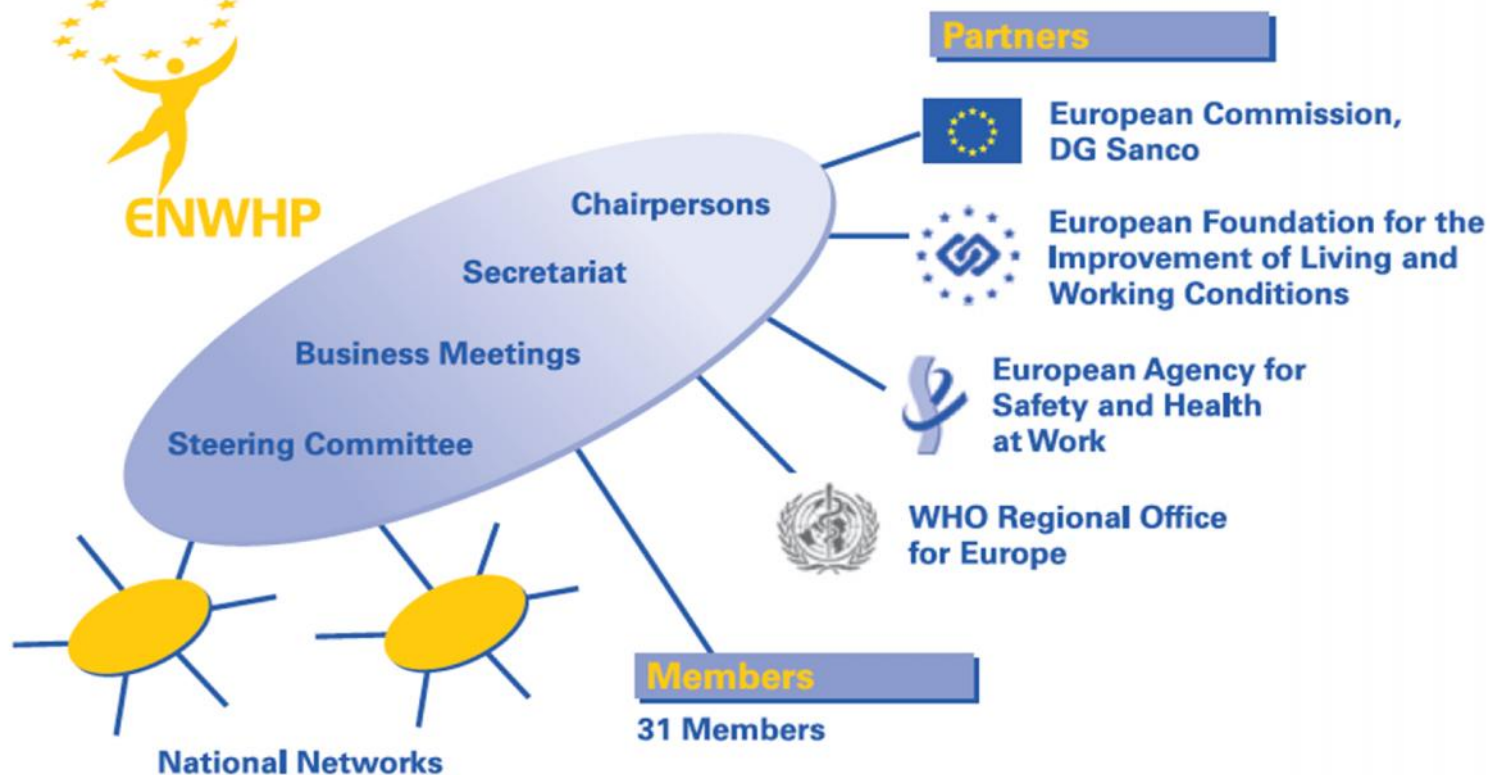 ENWHP
Partners
European Commission,
DG Sanco
European Foundation for the
Improvement of Living and
Working Conditions
European Agency for
Safety and Health
at Work
WHO Regional Office
for Europe
Chairpersons
Secretariat
Business Meetings
Steering Committee
Members
31 Members
National Networks